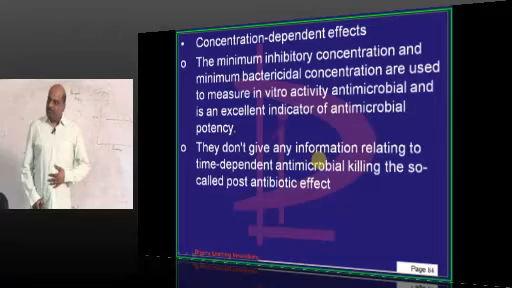 • Concentration-dependent effects
o The minimum inhibitory concentration and
minimum bactericidal concentration are used
to measure in vitro activity antimicrobial and
is an excellent indicator of antimicrobial
potency.
o They don't give any information relating to
time-dependent antimicrobial killing the so-
called post antibiotic effect
Page 84